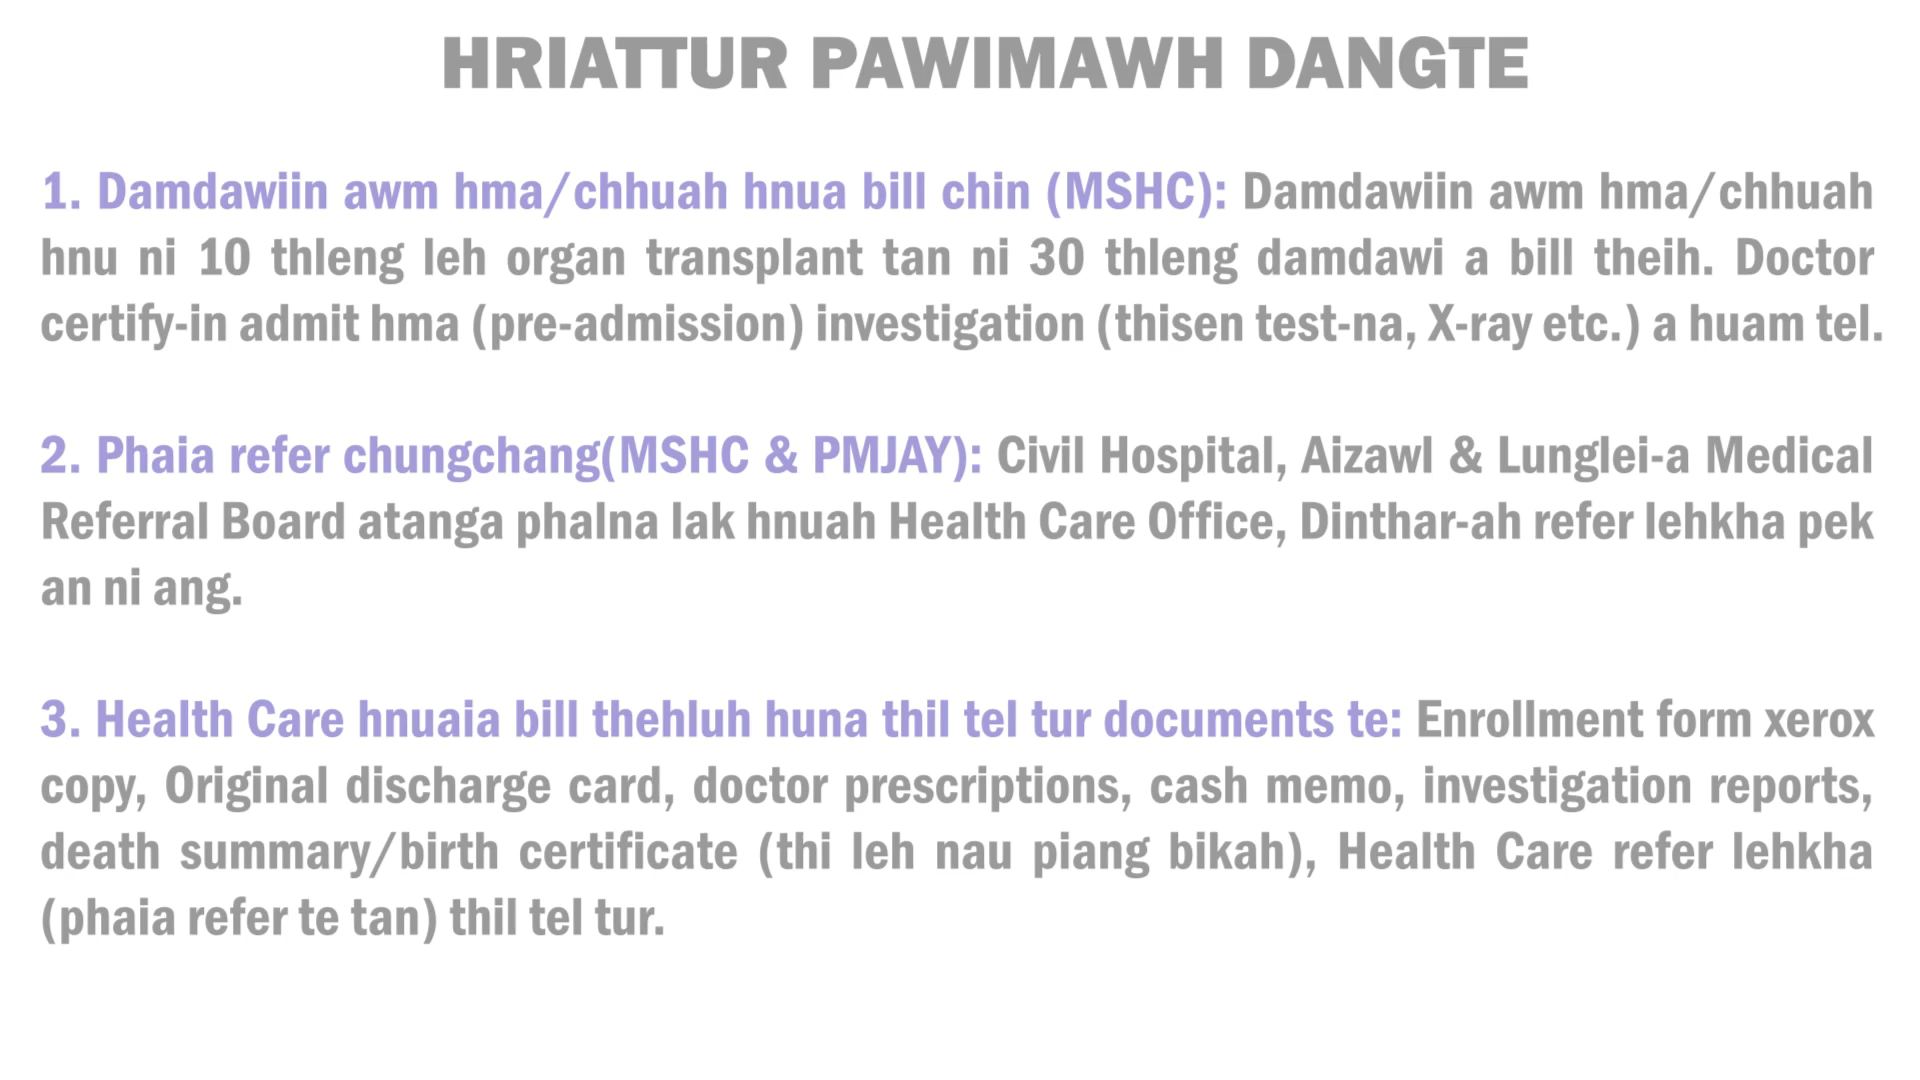 HRIATTUR PAWIMAWH DANGTE
1. Damdawiin awm hma/chhuah hnua bill chin (MSHC): Damdawiin awm hma/chhuah
hnu ni 10 thleng leh organ transplant tan ni 30 thleng damdawi a bill theih. Doctor
certify-in admit hma (pre-admission) investigation (thisen test-na, X-ray etc.) a huam tel.
2. Phaia refer chungchang(MSHC & PMJAY): Civil Hospital, Aizawl & Lunglei-a Medical
Referral Board atanga phalna lak hnuah Health Care Office, Dinthar-ah refer lehkha pek
an ni ang.
3. Health Care hnuaia bill thehluh huna thil tel tur documents te: Enrollment form xerox
copy, Original discharge card, doctor prescriptions, cash memo, investigation reports,
death summary/birth certificate (thi leh nau piang bikah), Health Care refer lehkha
(phaia refer te tan) thil tel tur.